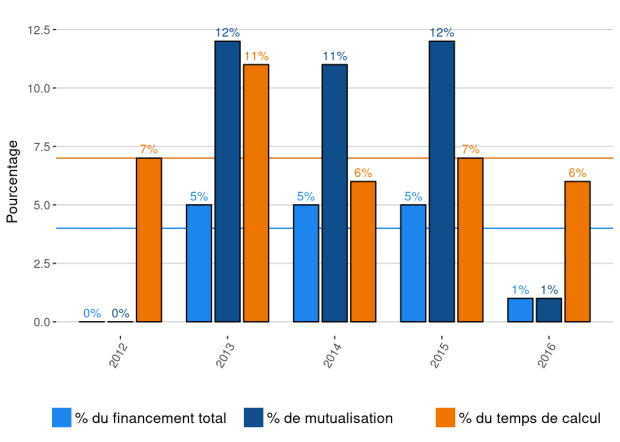 12.5
10.0
7.5
5.0
2.5
0.0
Pourcentage
0% 0% 7%
5% 12% 11%
5% 11% 6%
5% 12% 7%
1% 1% 6%
2012 2013 2014 2015 2016
% du financement total % de mutualisation % du temps de calcul